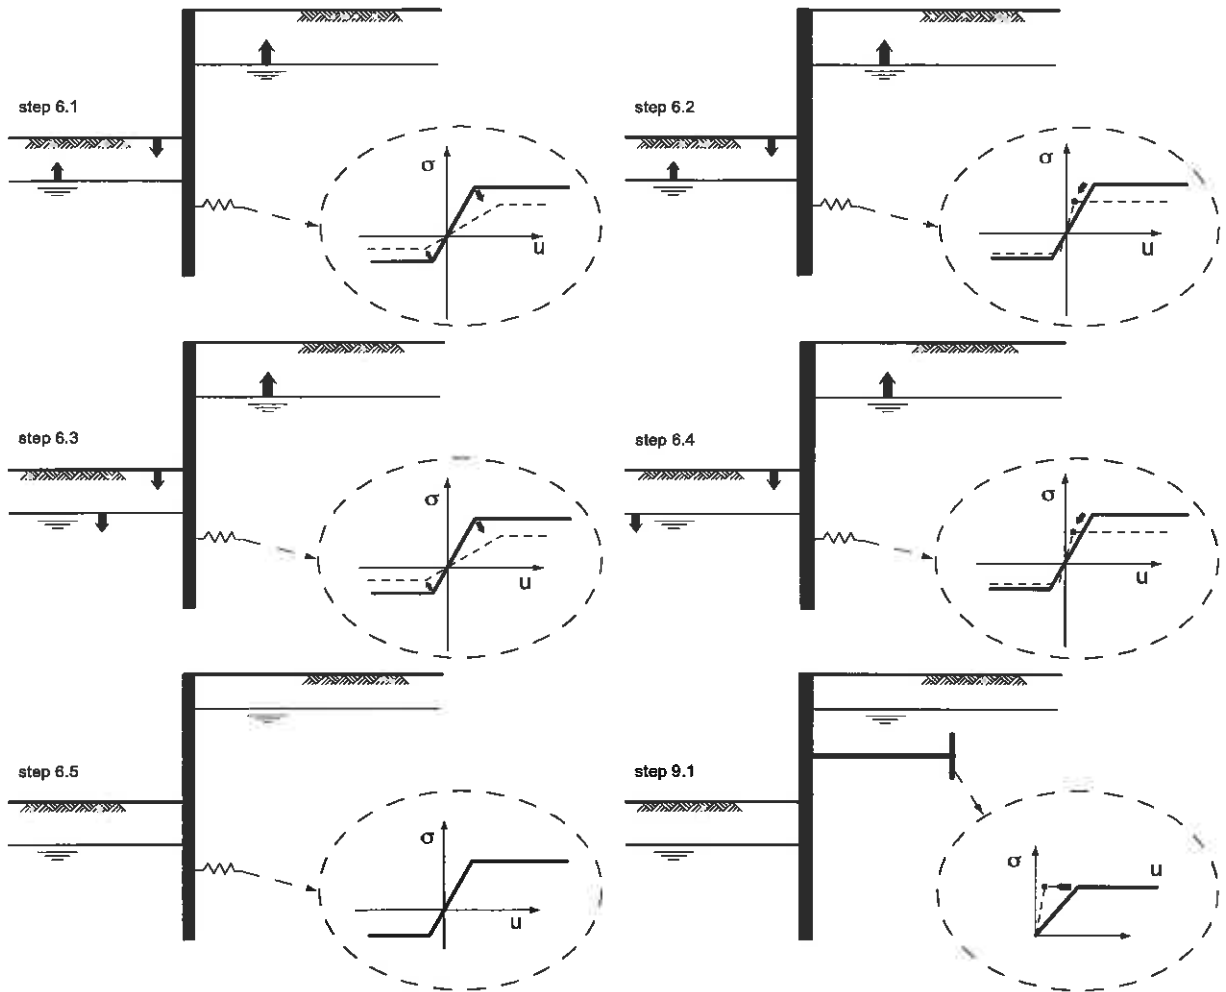 step 6.1
σ
u
step 6.2
σ
u
step 6.3
σ
u
step 6.4
σ
u
step 6.5
σ
u
step 9.1
σ
u